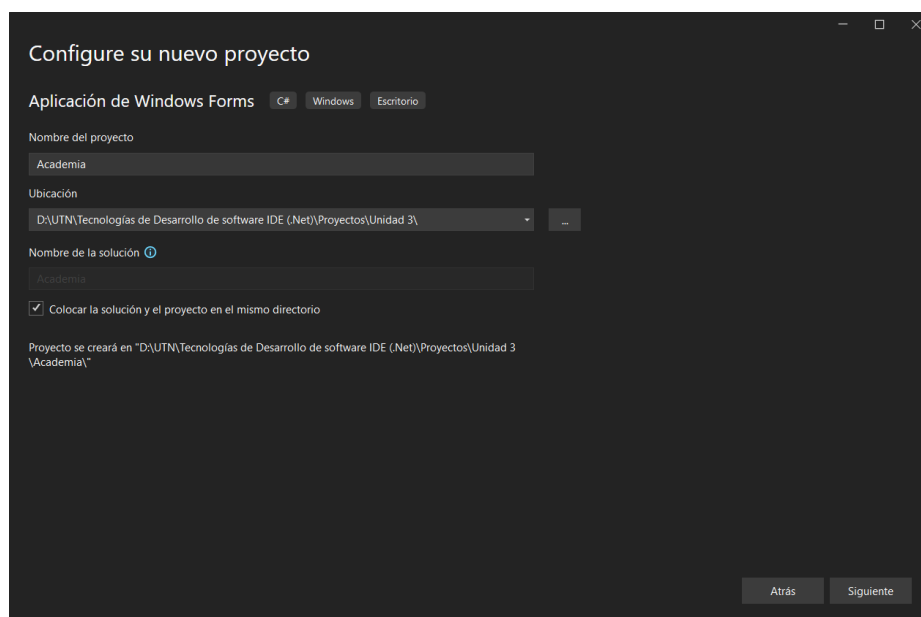 Configure su nuevo proyecto
Aplicación de Windows Forms C# Windows Escritorio
Nombre del proyecto
Academia
Ubicación
D:\UTN\Tecnologías de Desarrollo de software IDE (.Net)\Proyectos\Unidad 3\
...
Nombre de la solución
Academia
Colocar la solución y el proyecto en el mismo directorio
Proyecto se creará en "D:\UTN\Tecnologías de Desarrollo de software IDE (.Net)\Proyectos\Unidad 3
\Academia\"
Atrás Siguiente